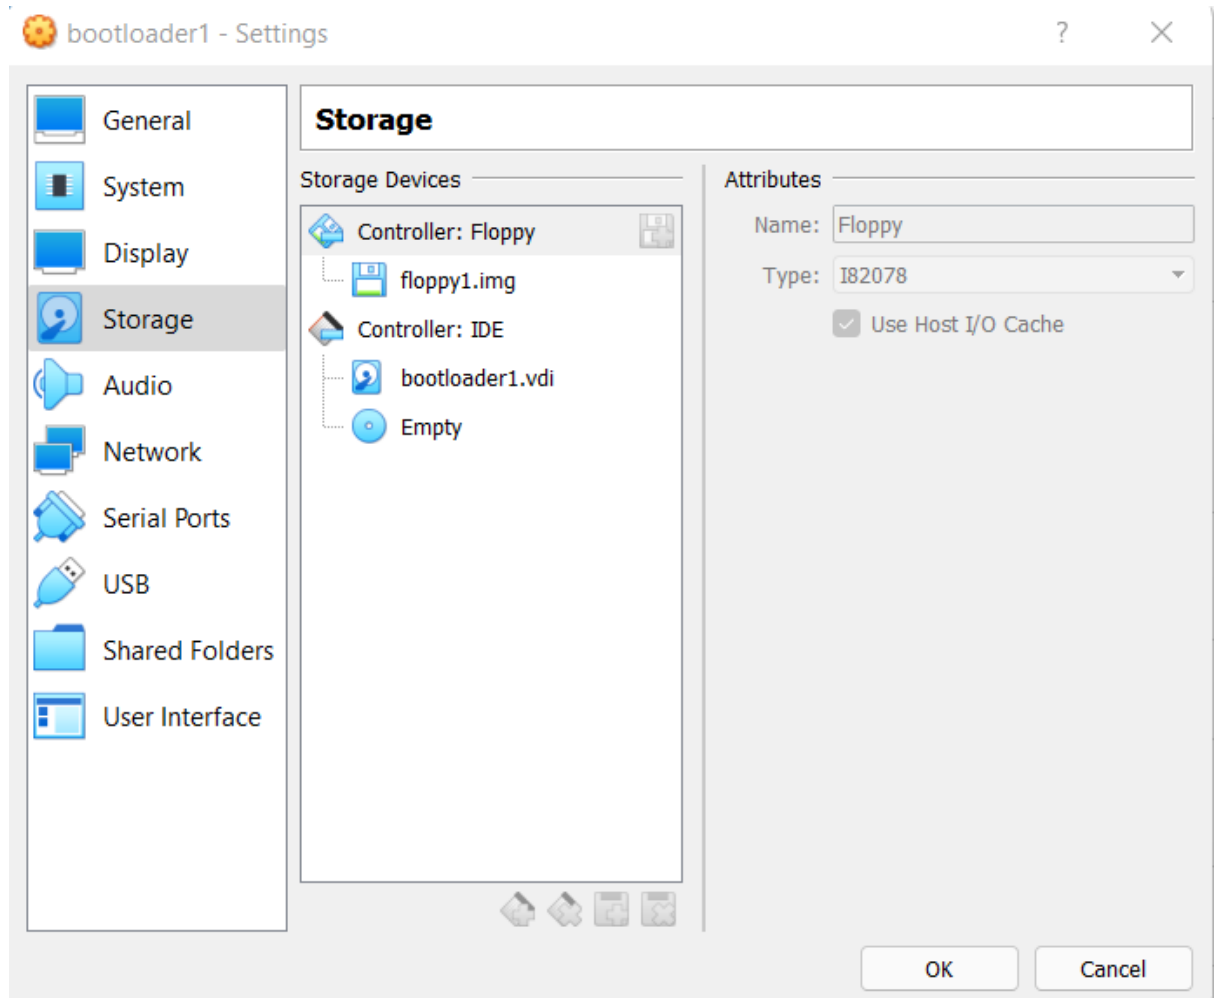 bootloader1 - Settings
?
General
System
Display
Storage
Audio
Network
Serial Ports
USB
Shared Folders
User Interface
Storage
Storage Devices
Controller: Floppy
floppy1.img
Controller: IDE
bootloader1.vdi
Empty
Attributes
Name: Floppy
Type: I82078
Use Host I/O Cache
OK
Cancel